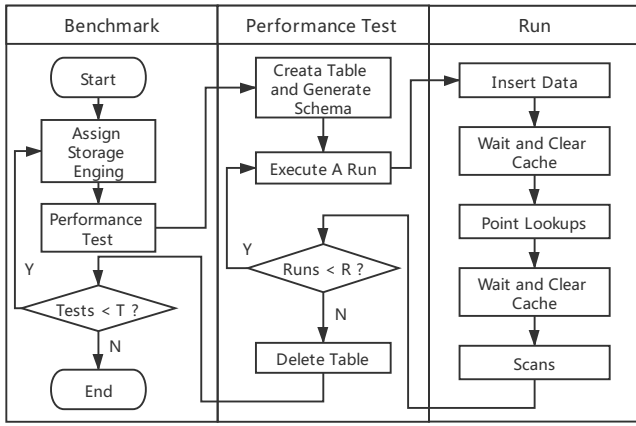 Benchmark
Start
Assign
Storage
Enging
Performance
Test
Y
Tests < T ?
N
End
Performance Test
Creata Table
and Generate
Schema
Execute A Run
Y
Runs < R ?
N
Delete Table
Run
Insert Data
Wait and Clear
Cache
Point Lookups
Wait and Clear
Cache
Scans